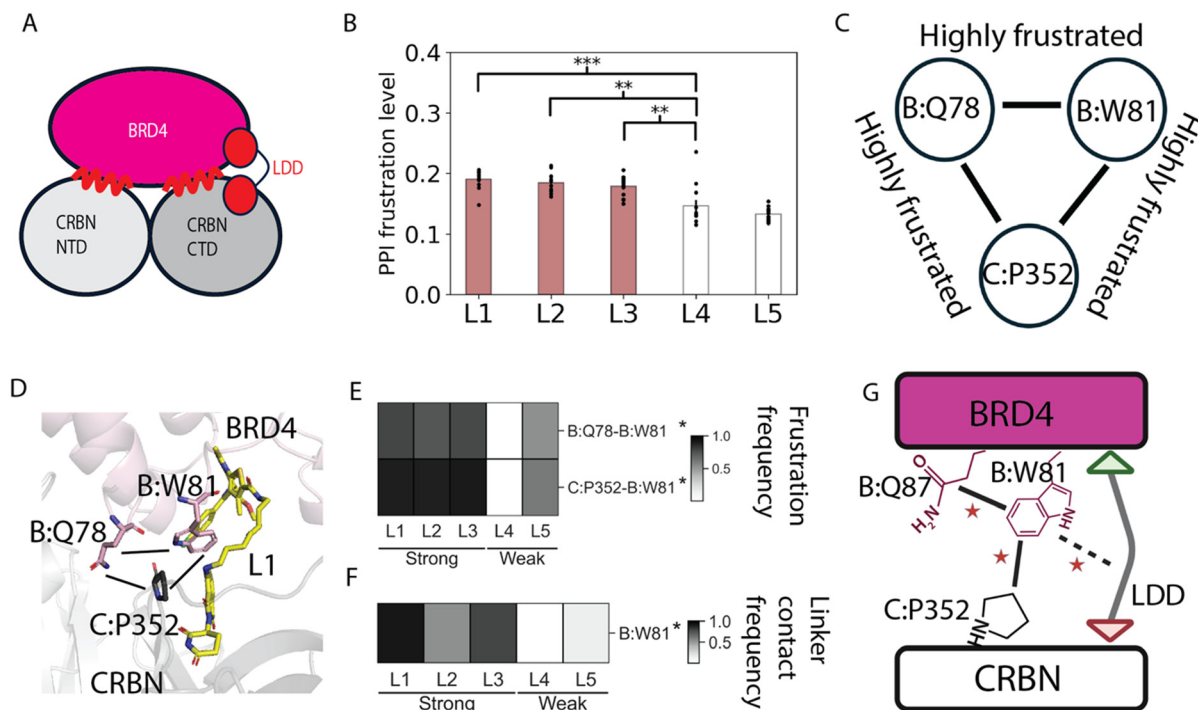 A
BRD4
LDD
CRBN
NTD
CRBN
CTD
B
PPI frustration level
0.4
0.3
0.2
0.1
0.0
***
**
**
L1 L2 L3 L4 L5
C
Highly frustrated
B:Q78
B:W81
Highly frustrated
Highly frustrated
C:P352
D
BRD4
B:W81
B:Q78
L1
C:P352
CRBN
E
B:Q78-B:W81 *
C:P352-B:W81 *
1.0
0.5
Frustration
frequency
L1 L2 L3 L4 L5
Strong Weak
F
B:W81 *
1.0
0.5
Linker
contact
frequency
L1 L2 L3 L4 L5
Strong Weak
G
BRD4
B:Q87
B:W81
O
H₂N
NH
LDD
C:P352
NH
CRBN